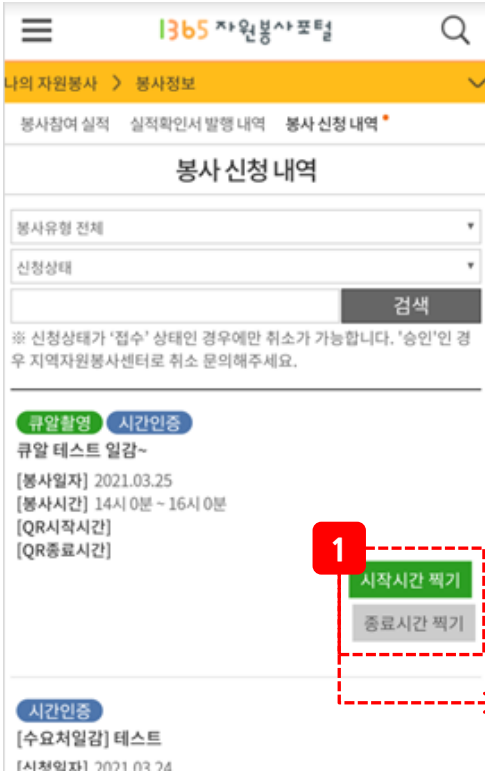 1365 자원봉사포털
나의 자원봉사 > 봉사정보
봉사참여 실적 실적확인서 발행 내역 봉사 신청 내역
봉사 신청 내역
봉사유형 전체
신청상태
검색
※ 신청상태가 ‘접수’ 상태인 경우에만 취소가 가능합니다. '승인'인 경
우 지역자원봉사센터로 취소 문의해주세요.
큐알촬영 시간인증
큐알 테스트 일감~
[봉사일자] 2021.03.25
[봉사시간] 14시 0분 ~ 16시 0분
[QR시작시간]
[QR종료시간]
1
시작시간 찍기
종료시간 찍기
시간인증
[수요처일감] 테스트
[신청일자] 2021.03.24